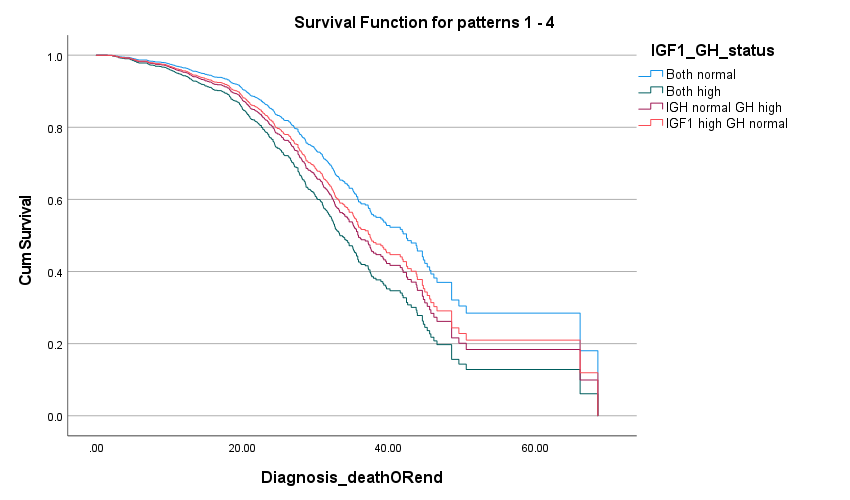 Survival Function for patterns 1 - 4
IGF1_GH_status
Both normal
Both high
IGH normal GH high
IGF1 high GH normal
Cum Survival
1.0
0.8
0.6
0.4
0.2
0.0
.00
20.00
40.00
60.00
Diagnosis_deathORend